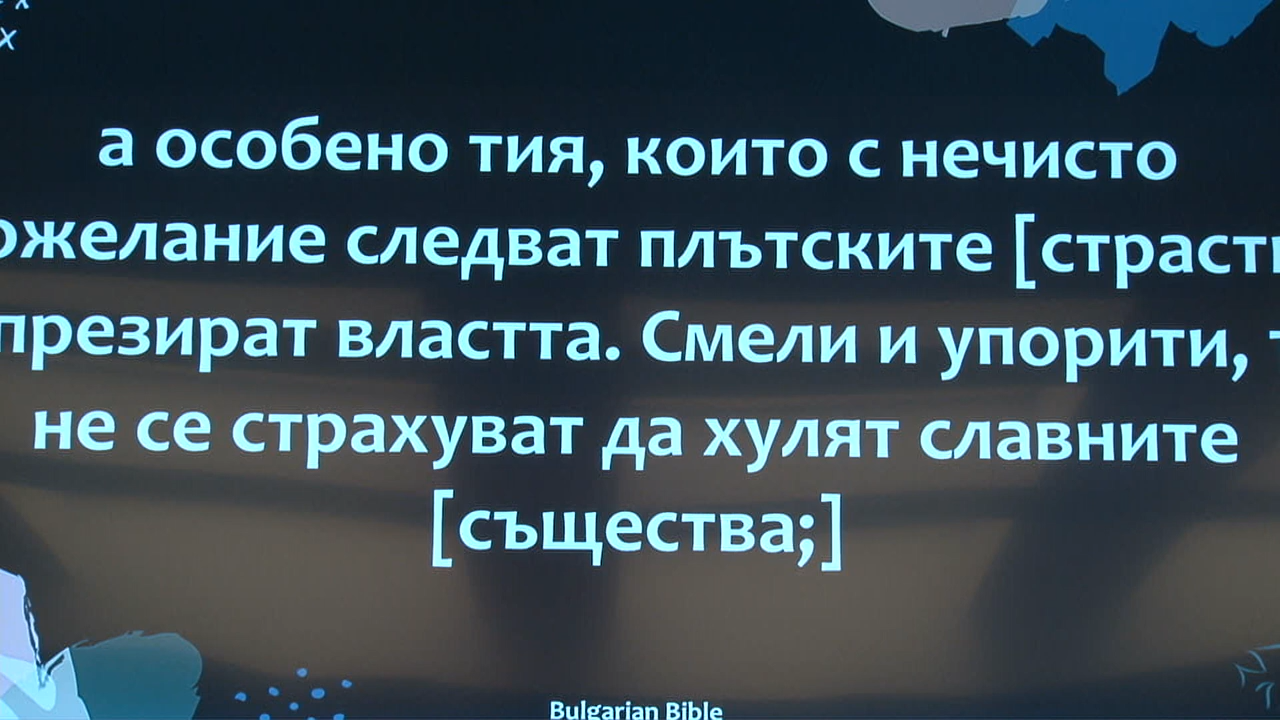 а особено тия, които с нечисто
ожелание следват плътските [страсти
презират властта. Смели и упорити,
не се страхуват да хулят славните
[същества;]
Bulgarian Bible